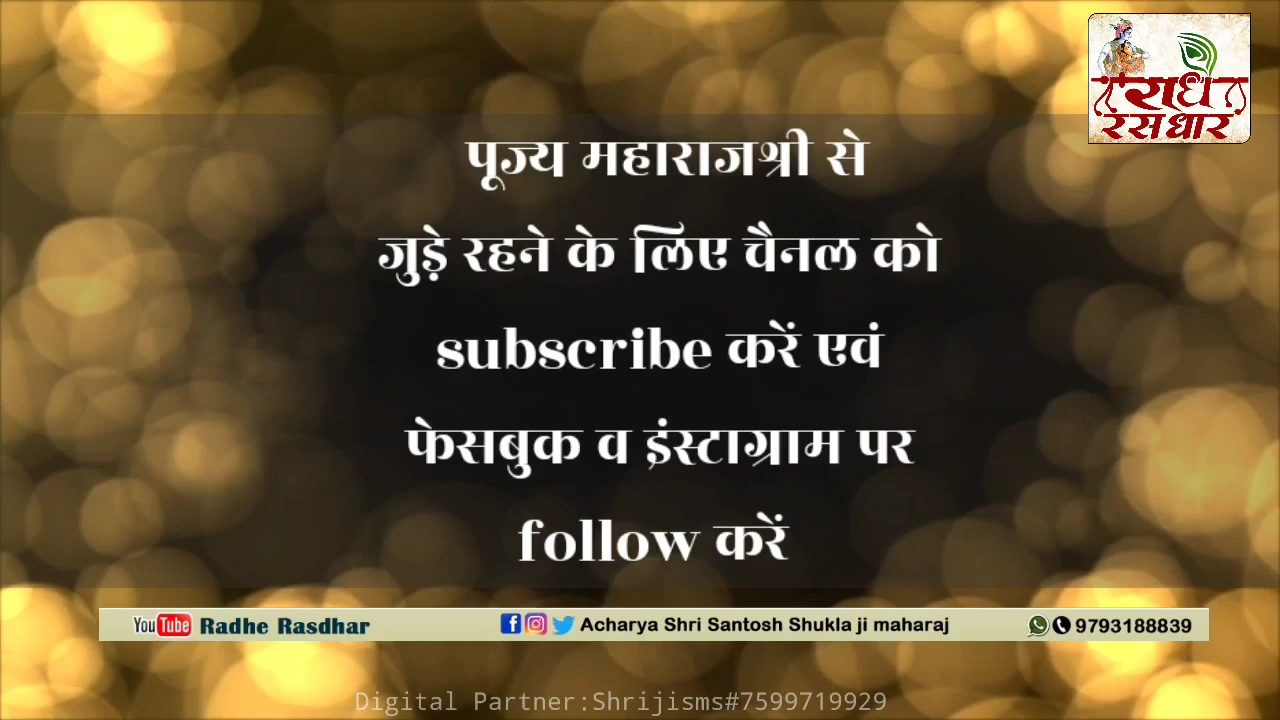 राधे
रसधार
पूज्य महाराजश्री से
जुड़े रहने के लिए चैनल को
subscribe करें एवं
फेसबुक व इंस्टाग्राम पर
follow करें
YouTube Radhe Rasdhar
Acharya Shri Santosh Shukla ji maharaj
9793188839
Digital Partner:Shrijisms#7599719929